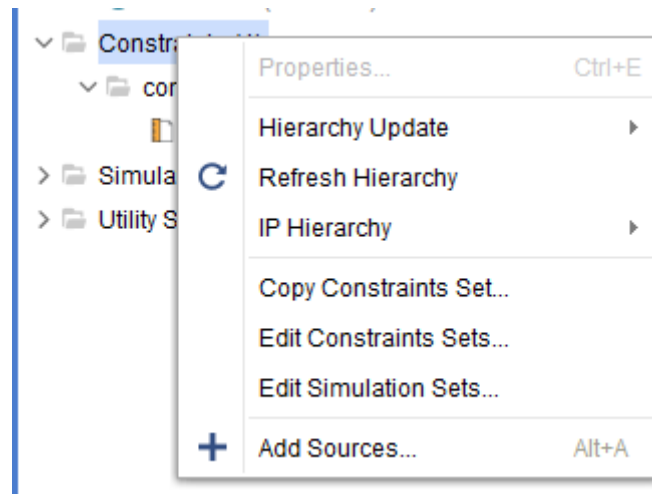 Constr
Properties...
Ctrl+E
con
Hierarchy Update
Simula
Refresh Hierarchy
Utility S
IP Hierarchy
Copy Constraints Set...
Edit Constraints Sets...
Edit Simulation Sets...
Add Sources...
Alt+A